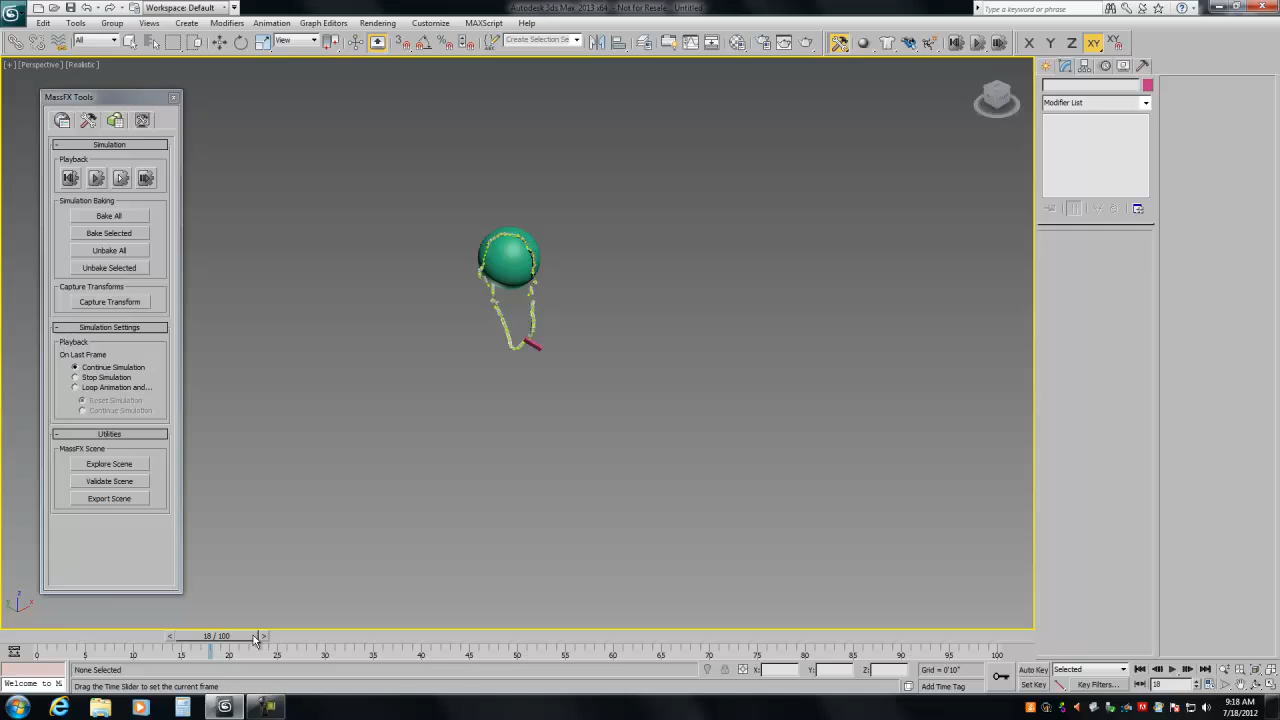 Workspace: Default
Autodesk 3ds Max 2013 x64 - Not for Resale Untitled
Type a keyword or phrase
Edit Tools Group Views Create Modifiers Animation Graph Editors Rendering Customize MAXScript Help
All View Create Selection Se X Y Z XY
[+] [Perspective] [Realistic]
MassFX Tools
Modifier List
- Simulation
Playback
Simulation Baking
Bake All
Bake Selected
Unbake All
Unbake Selected
Capture Transforms
Capture Transform
- Simulation Settings
Playback
On Last Frame
Continue Simulation
Stop Simulation
Loop Animation and...
Reset Simulation
Continue Simulation
- Utilities
MassFX Scene
Explore Scene
Validate Scene
Export Scene
< 18 / 100 >
0 5 10 15 20 25 30 35 40 45 50 55 60 65 70 75 80 85 90 95 100
None Selected X: Y: Z: Grid = 0'10" Auto Key Selected
Welcome to M Drag the Time Slider to set the current frame Add Time Tag Set Key Key Filters... 18
9:18 AM
7/18/2012